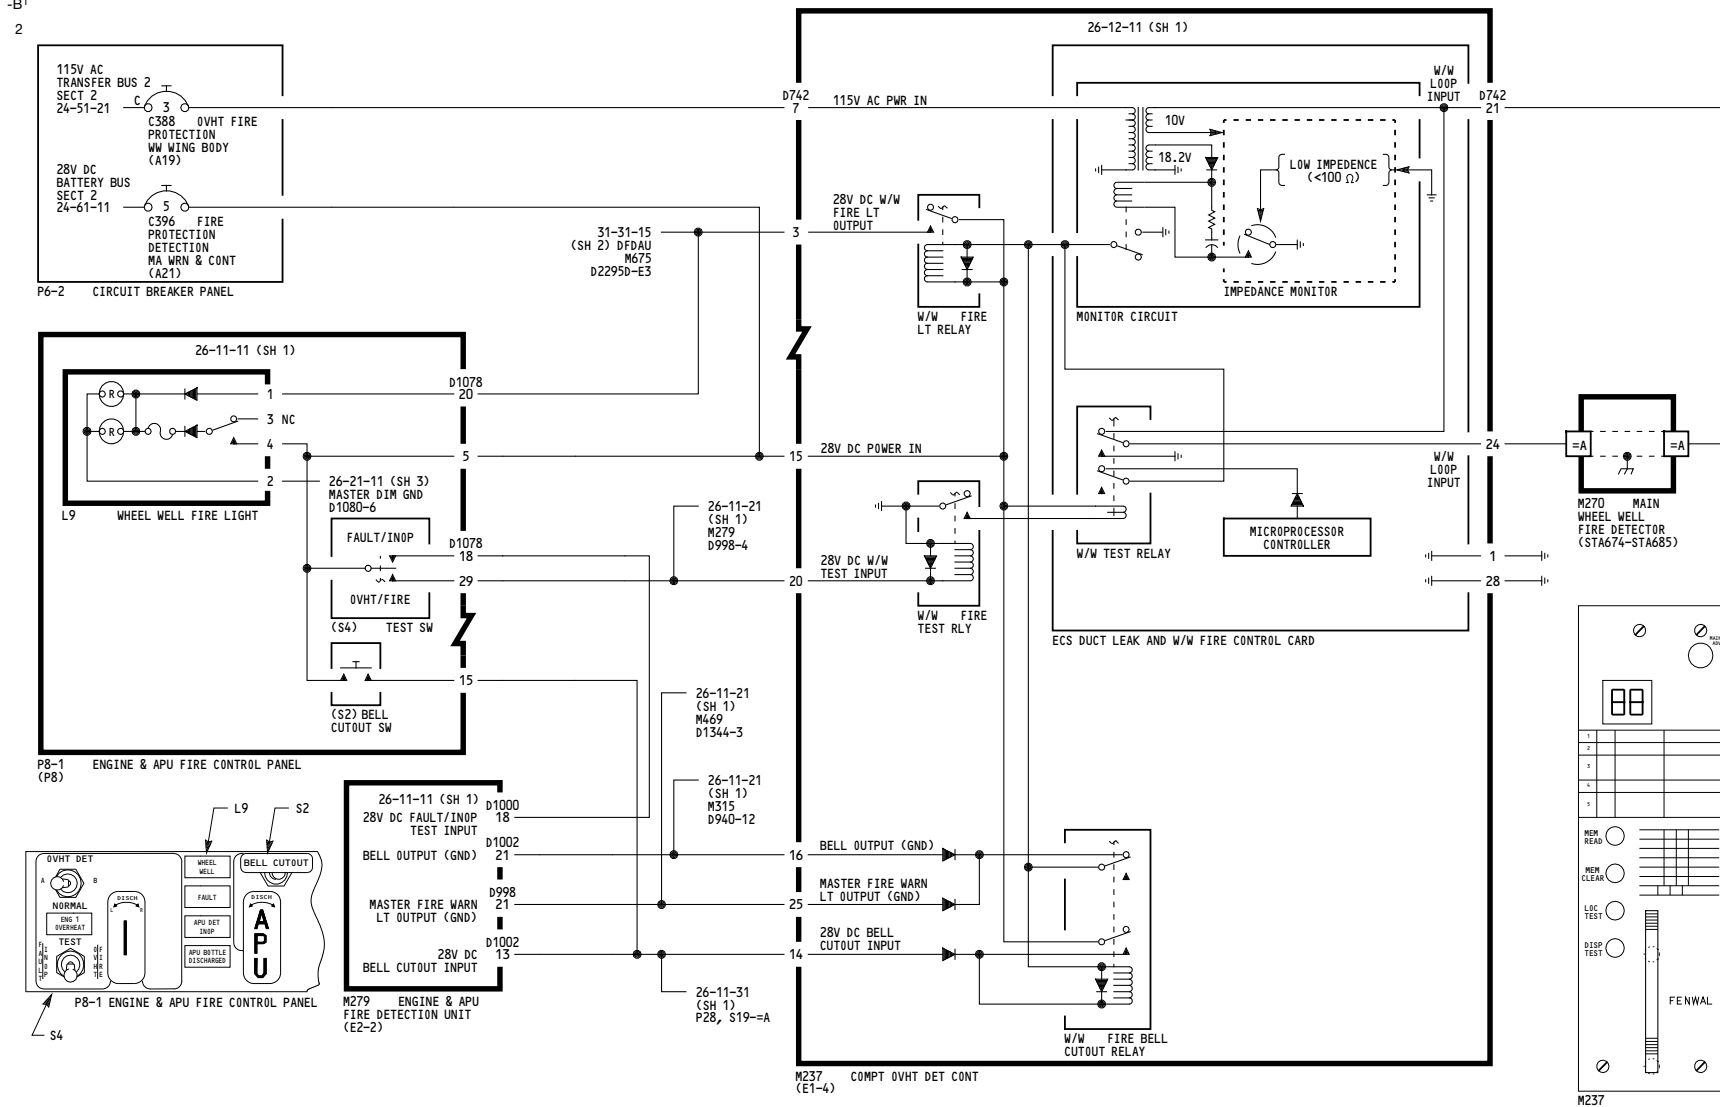 -B
2
115V AC
TRANSFER BUS 2
SECT 2
24-51-21
C
3
C388 OVHT FIRE
PROTECTION
WW WING BODY
(A19)
28V DC
BATTERY BUS
SECT 2
24-61-11
5
C396 FIRE
PROTECTION
DETECTION
MA WRN & CONT
(A21)
P6-2 CIRCUIT BREAKER PANEL
26-11-11 (SH 1)
R
R
1
3 NC
4
2
L9 WHEEL WELL FIRE LIGHT
D1078
20
5
26-21-11 (SH 3)
MASTER DIM GND
D1080-6
FAULT/INOP
OVHT/FIRE
(S4) TEST SW
D1078
18
29
15
(S2) BELL
CUTOUT SW
P8-1 ENGINE & APU FIRE CONTROL PANEL
(P8)
31-31-15
(SH 2) DFDAU
M675
D2295D-E3
26-11-21
(SH 1)
M279
D998-4
26-11-21
(SH 1)
M469
D1344-3
26-11-21
(SH 1)
M315
D940-12
26-11-31
(SH 1)
P28, S19-=A
26-11-11 (SH 1)
28V DC FAULT/INOP
TEST INPUT
D1000
18
BELL OUTPUT (GND)
D1002
21
MASTER FIRE WARN
LT OUTPUT (GND)
D998
21
28V DC
BELL CUTOUT INPUT
D1002
13
M279 ENGINE & APU
FIRE DETECTION UNIT
(E2-2)
L9
S2
OVHT DET
A
B
NORMAL
ENG 1
OVERHEAT
TEST
FAULT
INOP
OVHT
FIRE
DISCH
L
R
1
WHEEL
WELL
FAULT
APU DET
INOP
APU BOTTLE
DISCHARGED
BELL CUTOUT
DISCH
APU
P8-1 ENGINE & APU FIRE CONTROL PANEL
S4
26-12-11 (SH 1)
D742
7
115V AC PWR IN
3
28V DC W/W
FIRE LT
OUTPUT
15
28V DC POWER IN
20
28V DC W/W
TEST INPUT
16
BELL OUTPUT (GND)
25
MASTER FIRE WARN
LT OUTPUT (GND)
14
28V DC BELL
CUTOUT INPUT
W/W FIRE
LT RELAY
W/W FIRE
TEST RLY
W/W FIRE BELL
CUTOUT RELAY
10V
18.2V
LOW IMPEDENCE
(<100 Ω)
IMPEDANCE MONITOR
MONITOR CIRCUIT
W/W TEST RELAY
MICROPROCESSOR
CONTROLLER
ECS DUCT LEAK AND W/W FIRE CONTROL CARD
W/W
LOOP
INPUT
D742
21
24
W/W
LOOP
INPUT
1
28
M237 COMPT OVHT DET CONT
(E1-4)
=A
=A
M270 MAIN
WHEEL WELL
FIRE DETECTOR
(STA674-STA685)
88
1
2
3
4
5
MEM
READ
MEM
CLEAR
LOC
TEST
DISP
TEST
FENWAL
M237